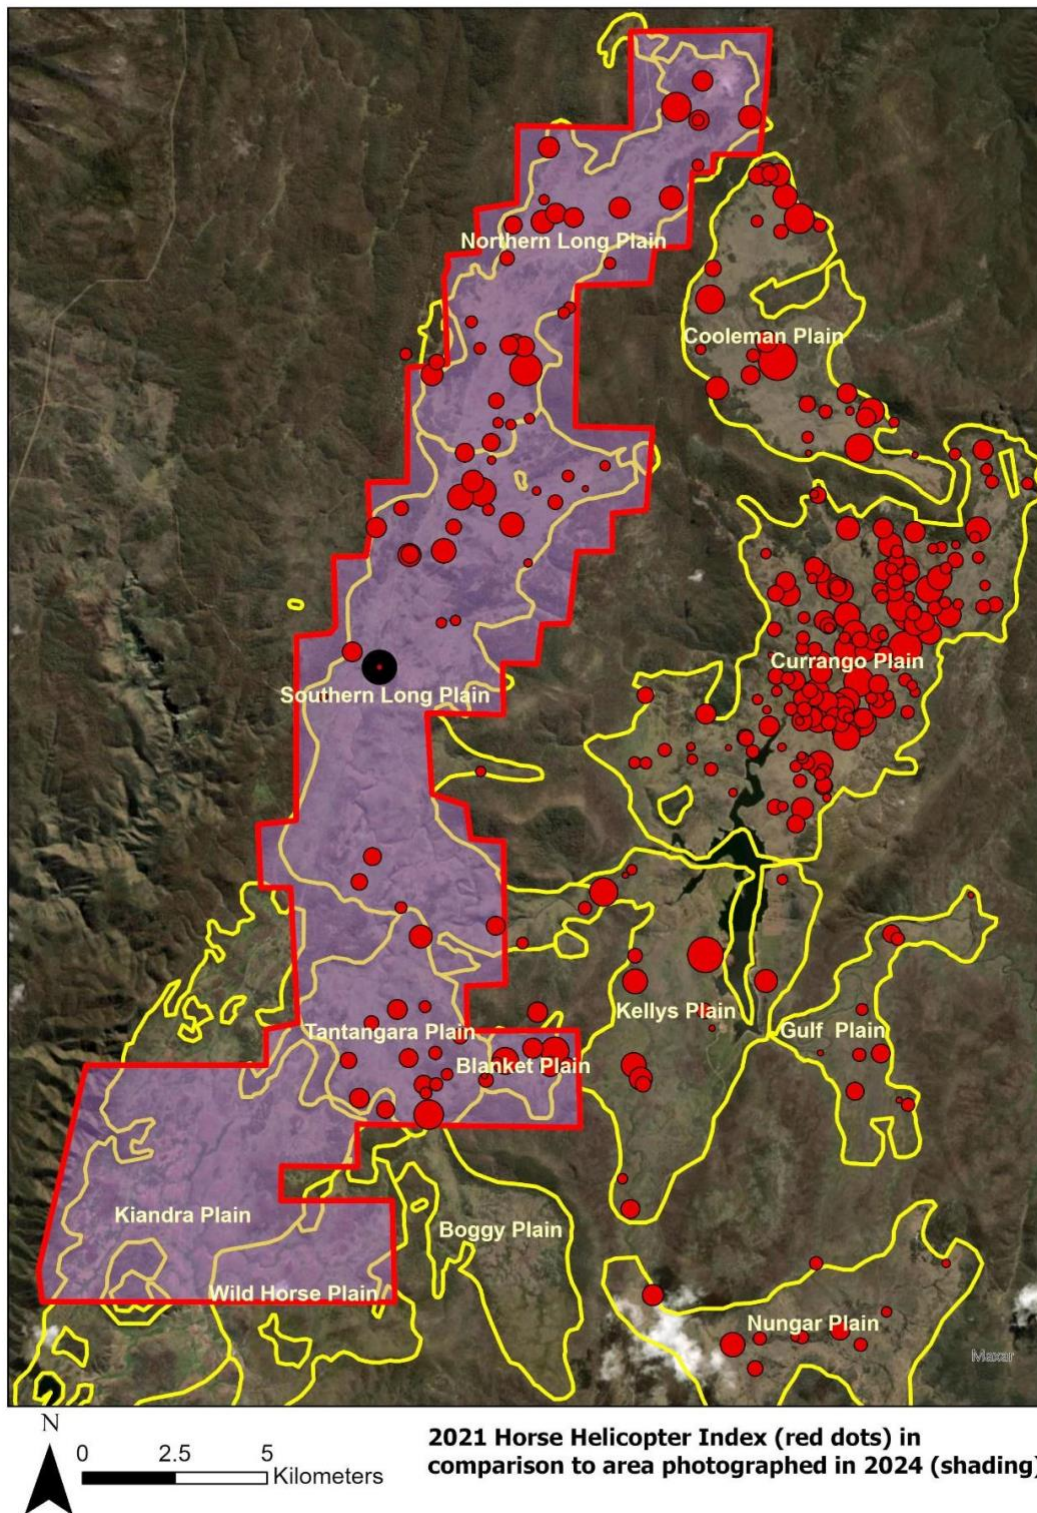 Northern Long Plain
Cooleman Plain
Currango Plain
Southern Long Plain
Kellys Plain
Gulf Plain
Tantangara Plain
Blanket Plain
Kiandra Plain
Boggy Plain
Wild Horse Plain
Nungar Plain
Maxar
N
0 2.5 5
Kilometers
2021 Horse Helicopter Index (red dots) in
comparison to area photographed in 2024 (shading)